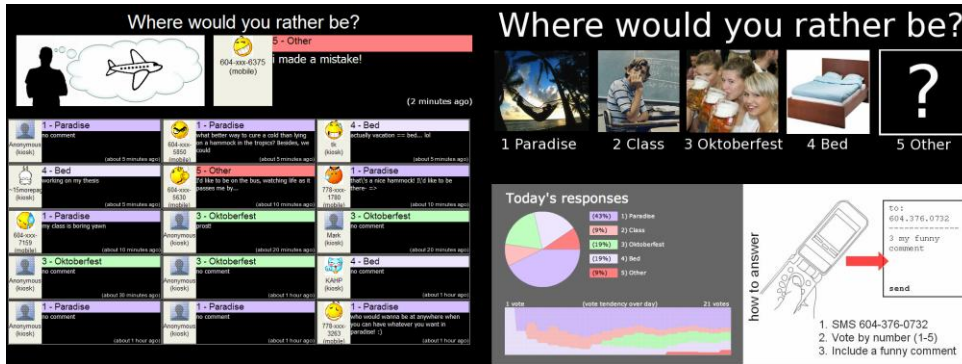 Where would you rather be?
604-xxx-6375
(mobile)
5 - Other
i made a mistake!
(2 minutes ago)
Anonymous
(kiosk)
1 - Paradise
no comment
(about 5 minutes ago)
604-xxx-
5850
(mobile)
1 - Paradise
what better way to cure a cold than lying
on a hammock in the tropics? Besides, we
could
(about 5 minutes ago)
tk
(kiosk)
4 - Bed
actually vacation == bed... lol
(about 5 minutes ago)
(kiosk)
4 - Bed
working on my thesis
(about 5 minutes ago)
604-xxx-
5630
(mobile)
5 - Other
I'd like to be on the bus, watching life as it
passes me by...
(about 10 minutes ago)
778-xxx-
1780
(mobile)
1 - Paradise
that's a nice hammock! I'd like to be
there- =>
(about 10 minutes ago)
604-xxx-
7159
(mobile)
1 - Paradise
my class is boring yawn
(about 10 minutes ago)
Anonymous
(kiosk)
3 - Oktoberfest
prost!
(about 20 minutes ago)
Mark
(kiosk)
3 - Oktoberfest
no comment
(about 20 minutes ago)
Anonymous
(kiosk)
3 - Oktoberfest
no comment
(about 30 minutes ago)
Anonymous
(kiosk)
3 - Oktoberfest
no comment
(about 1 hour ago)
KAHP
(kiosk)
4 - Bed
no comment
(about 1 hour ago)
Anonymous
(kiosk)
1 - Paradise
no comment
(about 1 hour ago)
Anonymous
(kiosk)
1 - Paradise
no comment
(about 1 hour ago)
778-xxx-
3263
(mobile)
1 - Paradise
who would wanna be at anywhere when
you can have whatever you want in
paradise! :)
(about 1 hour ago)
Where would you rather be?
?
1 Paradise
2 Class
3 Oktoberfest
4 Bed
5 Other
Today's responses
(43%) 1) Paradise
(9%) 2) Class
(19%) 3) Oktoberfest
(19%) 4) Bed
(9%) 5) Other
1 vote (vote tendency over day) 21 votes
how to answer
to:
604.376.0732
3 my funny
comment
send
1. SMS 604-376-0732
2. Vote by number (1-5)
3. Include a funny comment